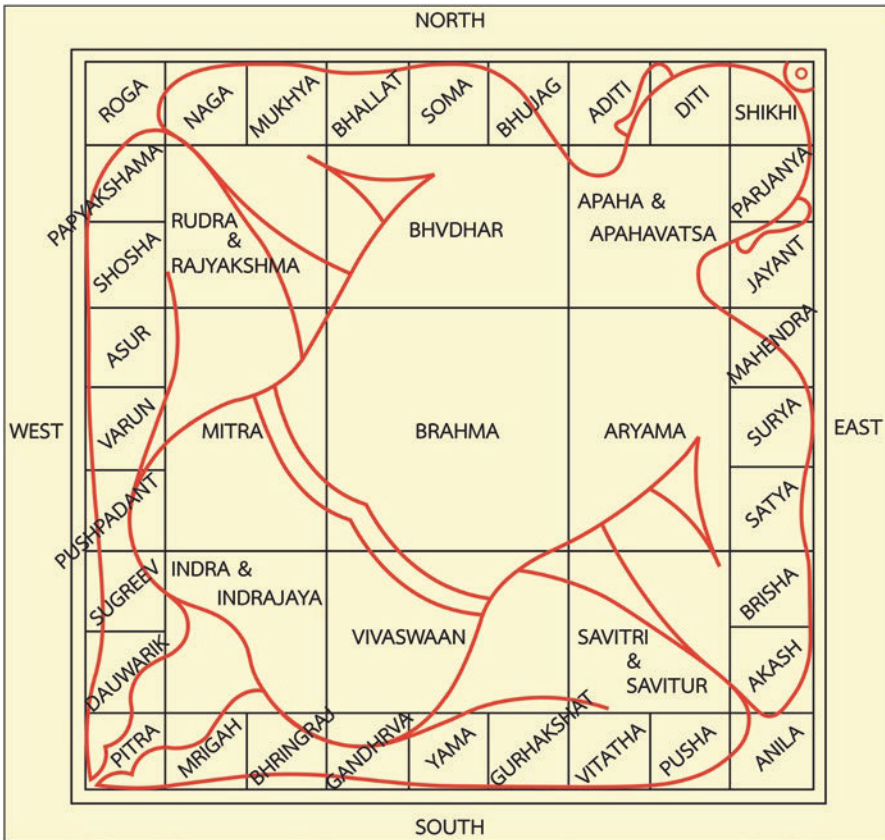 NORTH
ROGA
NAGA
MUKHYA
BHALLAT
SOMA
BHUJAG
ADITI
DITI
SHIKHI
PAPYAKSHAMA
PARJANYA
RUDRA
&
RAJYAKSHMA
BHVDHAR
APAHA &
APAHAVATSA
SHOSHA
JAYANT
ASUR
MAHENDRA
WEST
VARUN
MITRA
BRAHMA
ARYAMA
SURYA
EAST
PUSHPADANT
SATYA
SUGREEV
INDRA &
INDRAJAYA
VIVASWAAN
SAVITRI
&
SAVITUR
BRISHA
DAUWARIK
AKASH
PITRA
MRIGAH
BHRINGRAJ
GANDHRVA
YAMA
GURHAKSHAT
VITATHA
PUSHA
ANILA
SOUTH